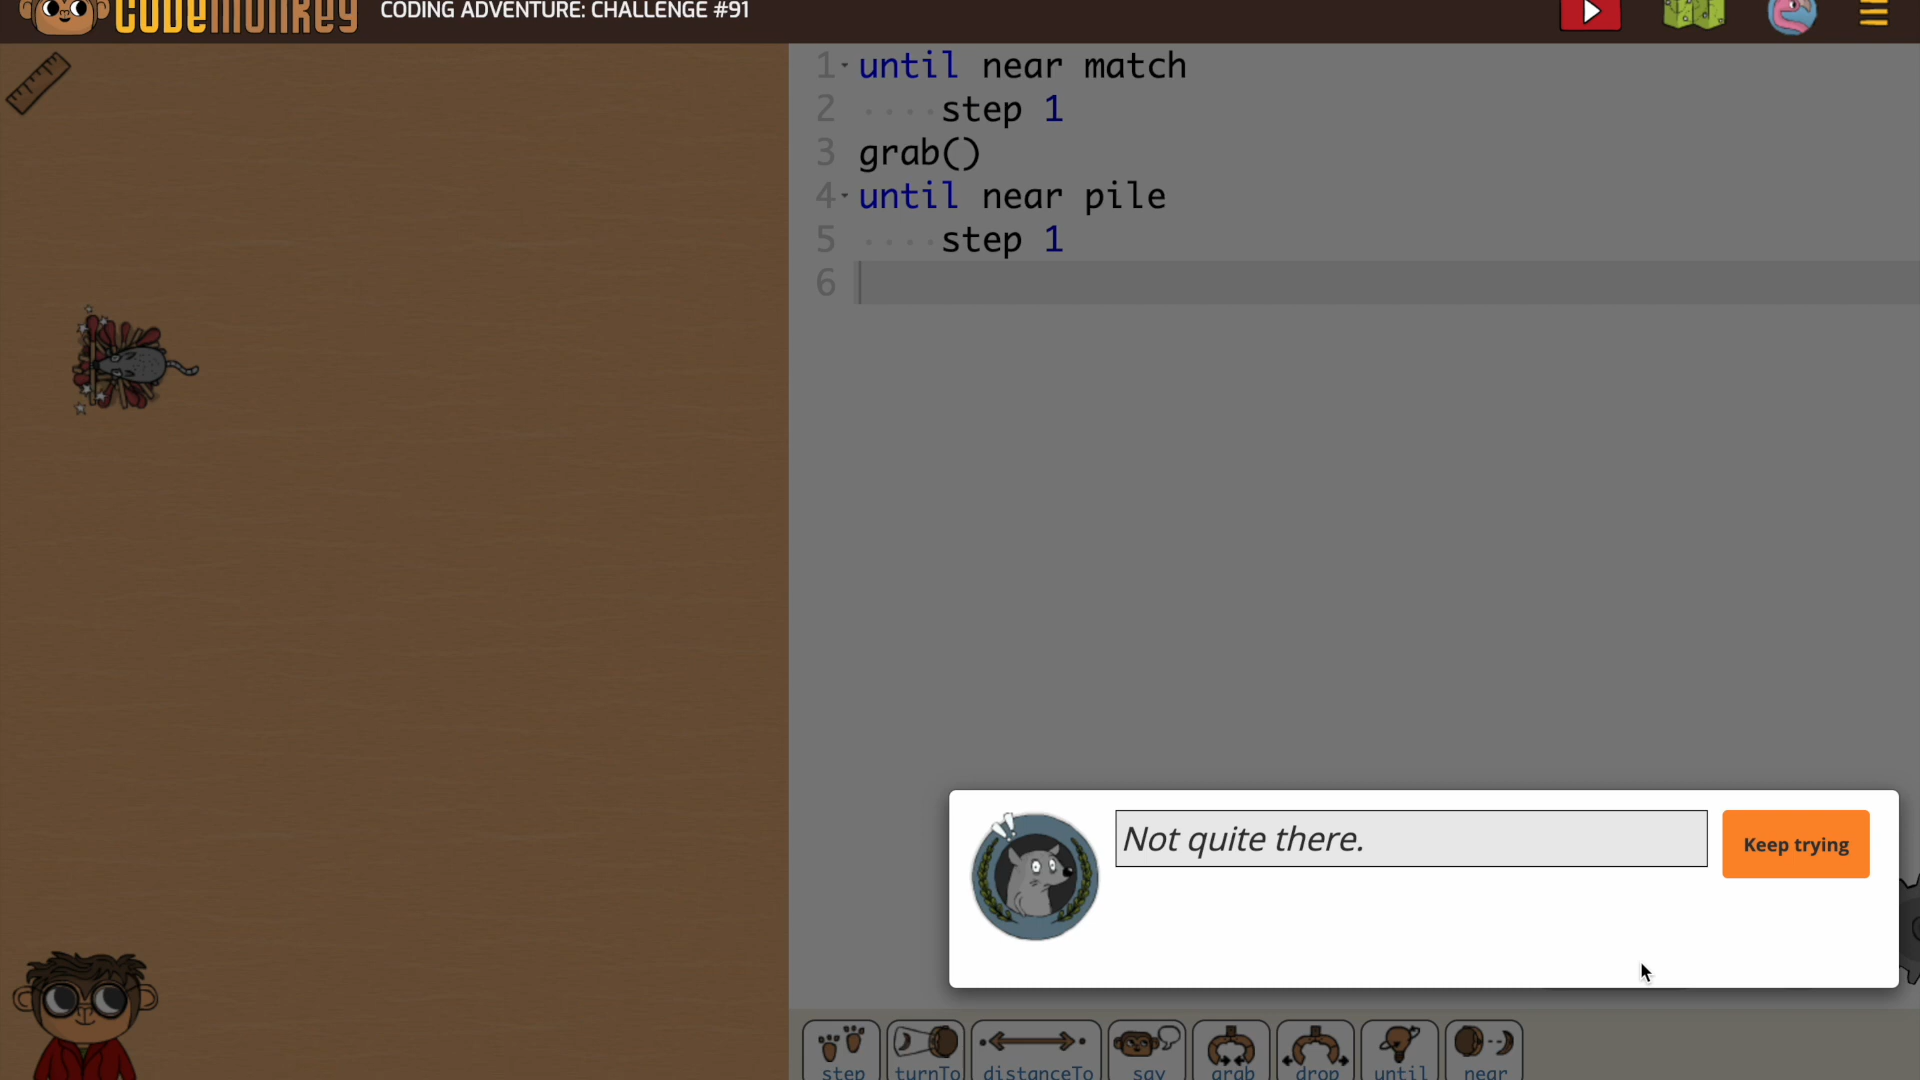 CODEMONKEY CODING ADVENTURE: CHALLENGE #91
1 until near match
2 step 1
3 grab()
4 until near pile
5 step 1
6
Not quite there.
Keep trying
step turnTo distanceTo say grab drop until near